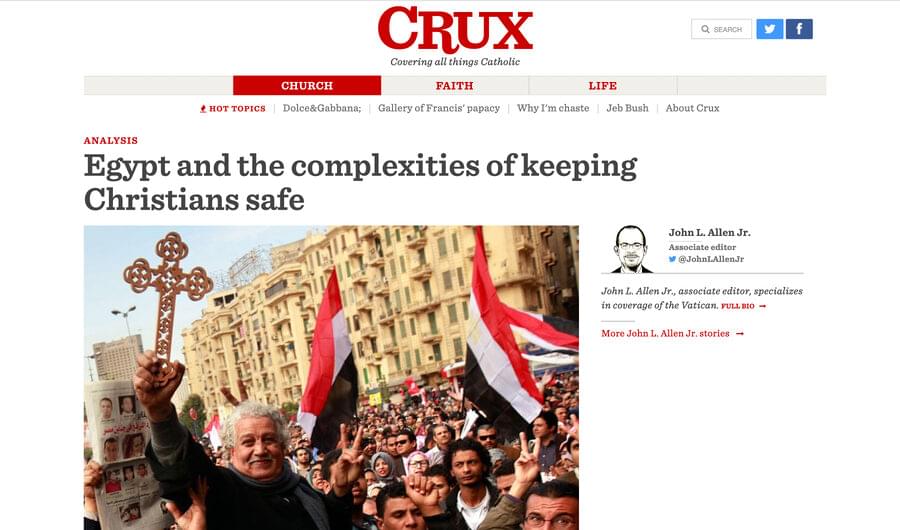 CRUX
Covering all things Catholic
SEARCH
CHURCH
FAITH
LIFE
HOT TOPICS
Dolce&Gabbana;
Gallery of Francis' papacy
Why I'm chaste
Jeb Bush
About Crux
ANALYSIS
Egypt and the complexities of keeping
Christians safe
John L. Allen Jr.
Associate editor
@JohnLAllenJr
John L. Allen Jr., associate editor, specializes
in coverage of the Vatican. FULL BIO →
More John L. Allen Jr. stories →